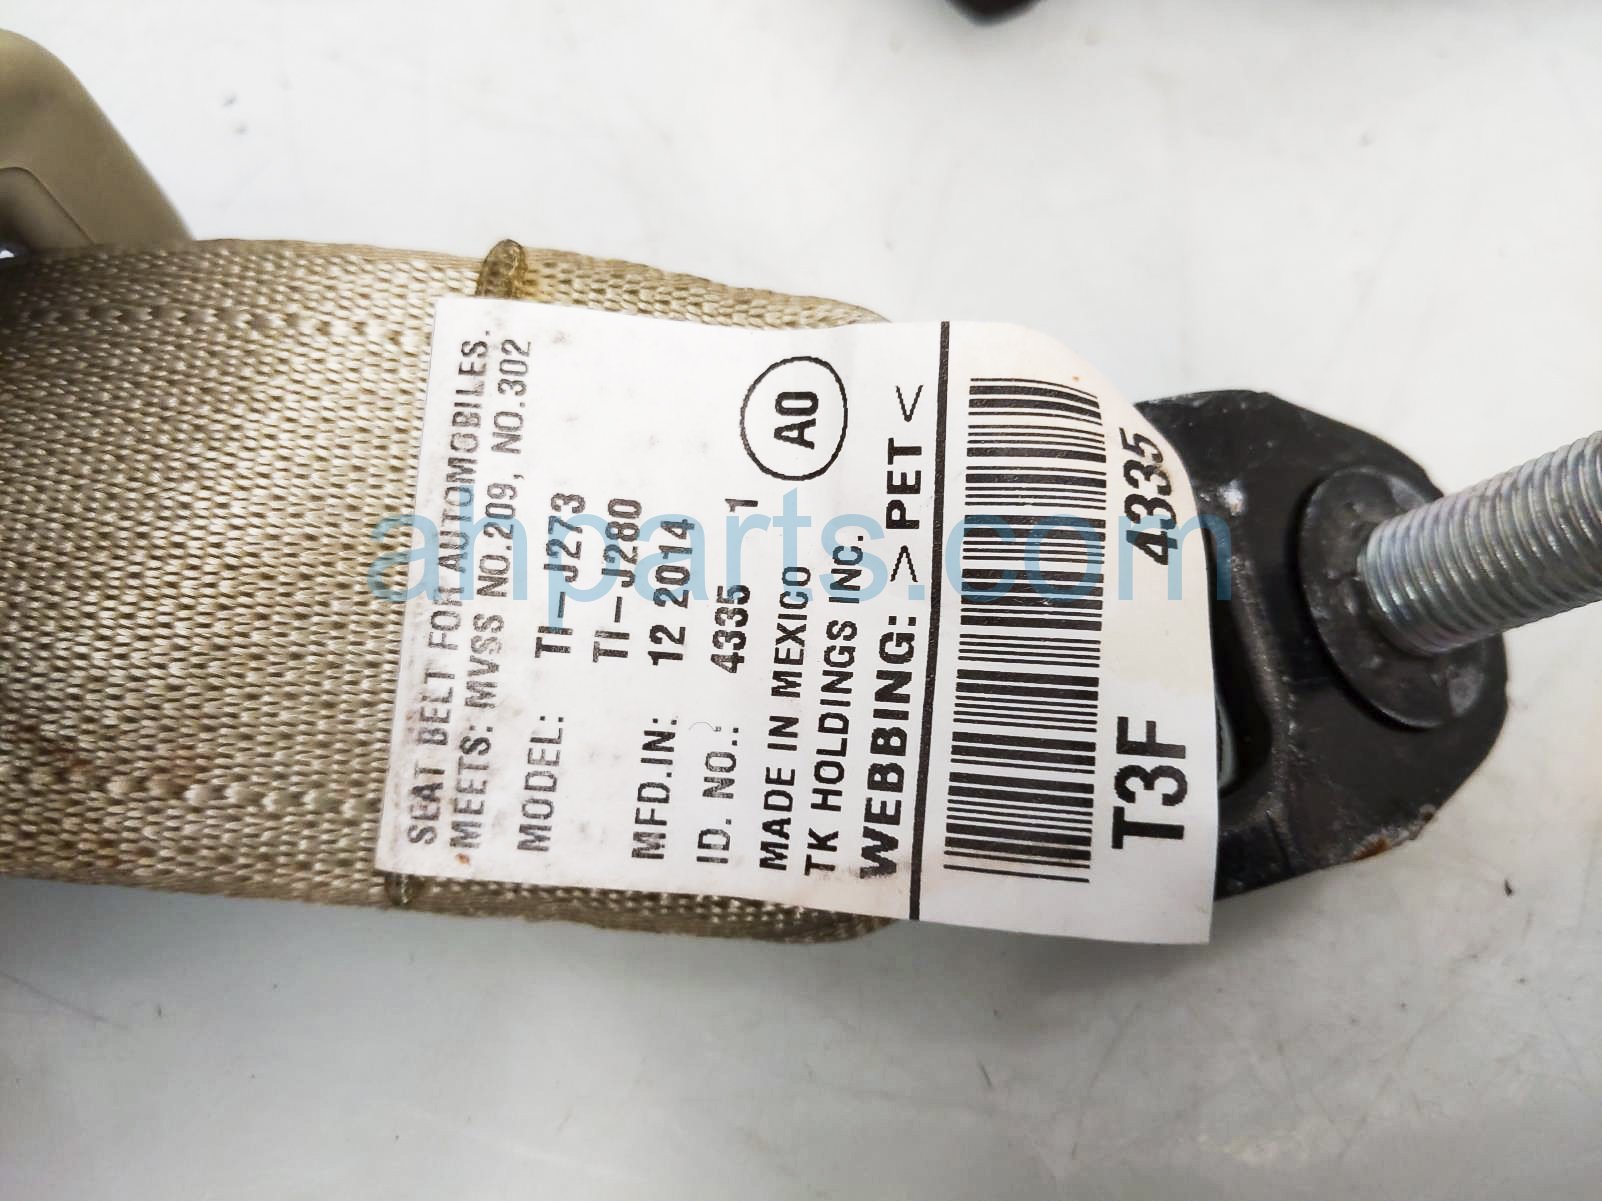 SEAT BELT FOR AUTOMOBILES.
MEETS: MVSS NO.209, NO.302
MODEL: TI-J273
TI-J280
MFD.IN: 12 2014
ID. NO.: 4335 1
A0
MADE IN MEXICO
TK HOLDINGS INC.
WEBBING: >PET<
T3F 4335
ahparts.com